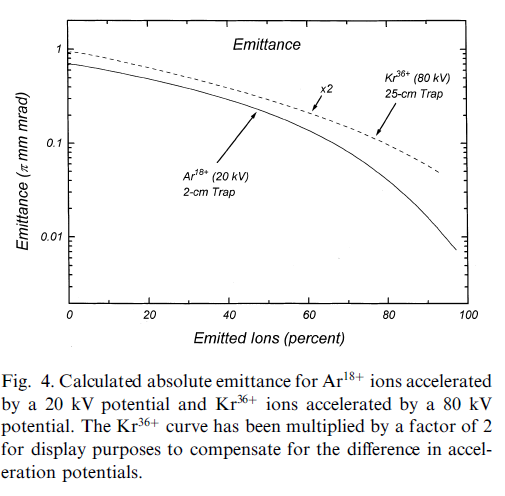 Emittance
1
0.1
0.01
Emittance (π mm mrad)
x2
Kr³⁶⁺ (80 kV)
25-cm Trap
Ar¹⁸⁺ (20 kV)
2-cm Trap
0 20 40 60 80 100
Emitted Ions (percent)
Fig. 4. Calculated absolute emittance for Ar¹⁸⁺ ions accelerated
by a 20 kV potential and Kr³⁶⁺ ions accelerated by a 80 kV
potential. The Kr³⁶⁺ curve has been multiplied by a factor of 2
for display purposes to compensate for the difference in accel-
eration potentials.